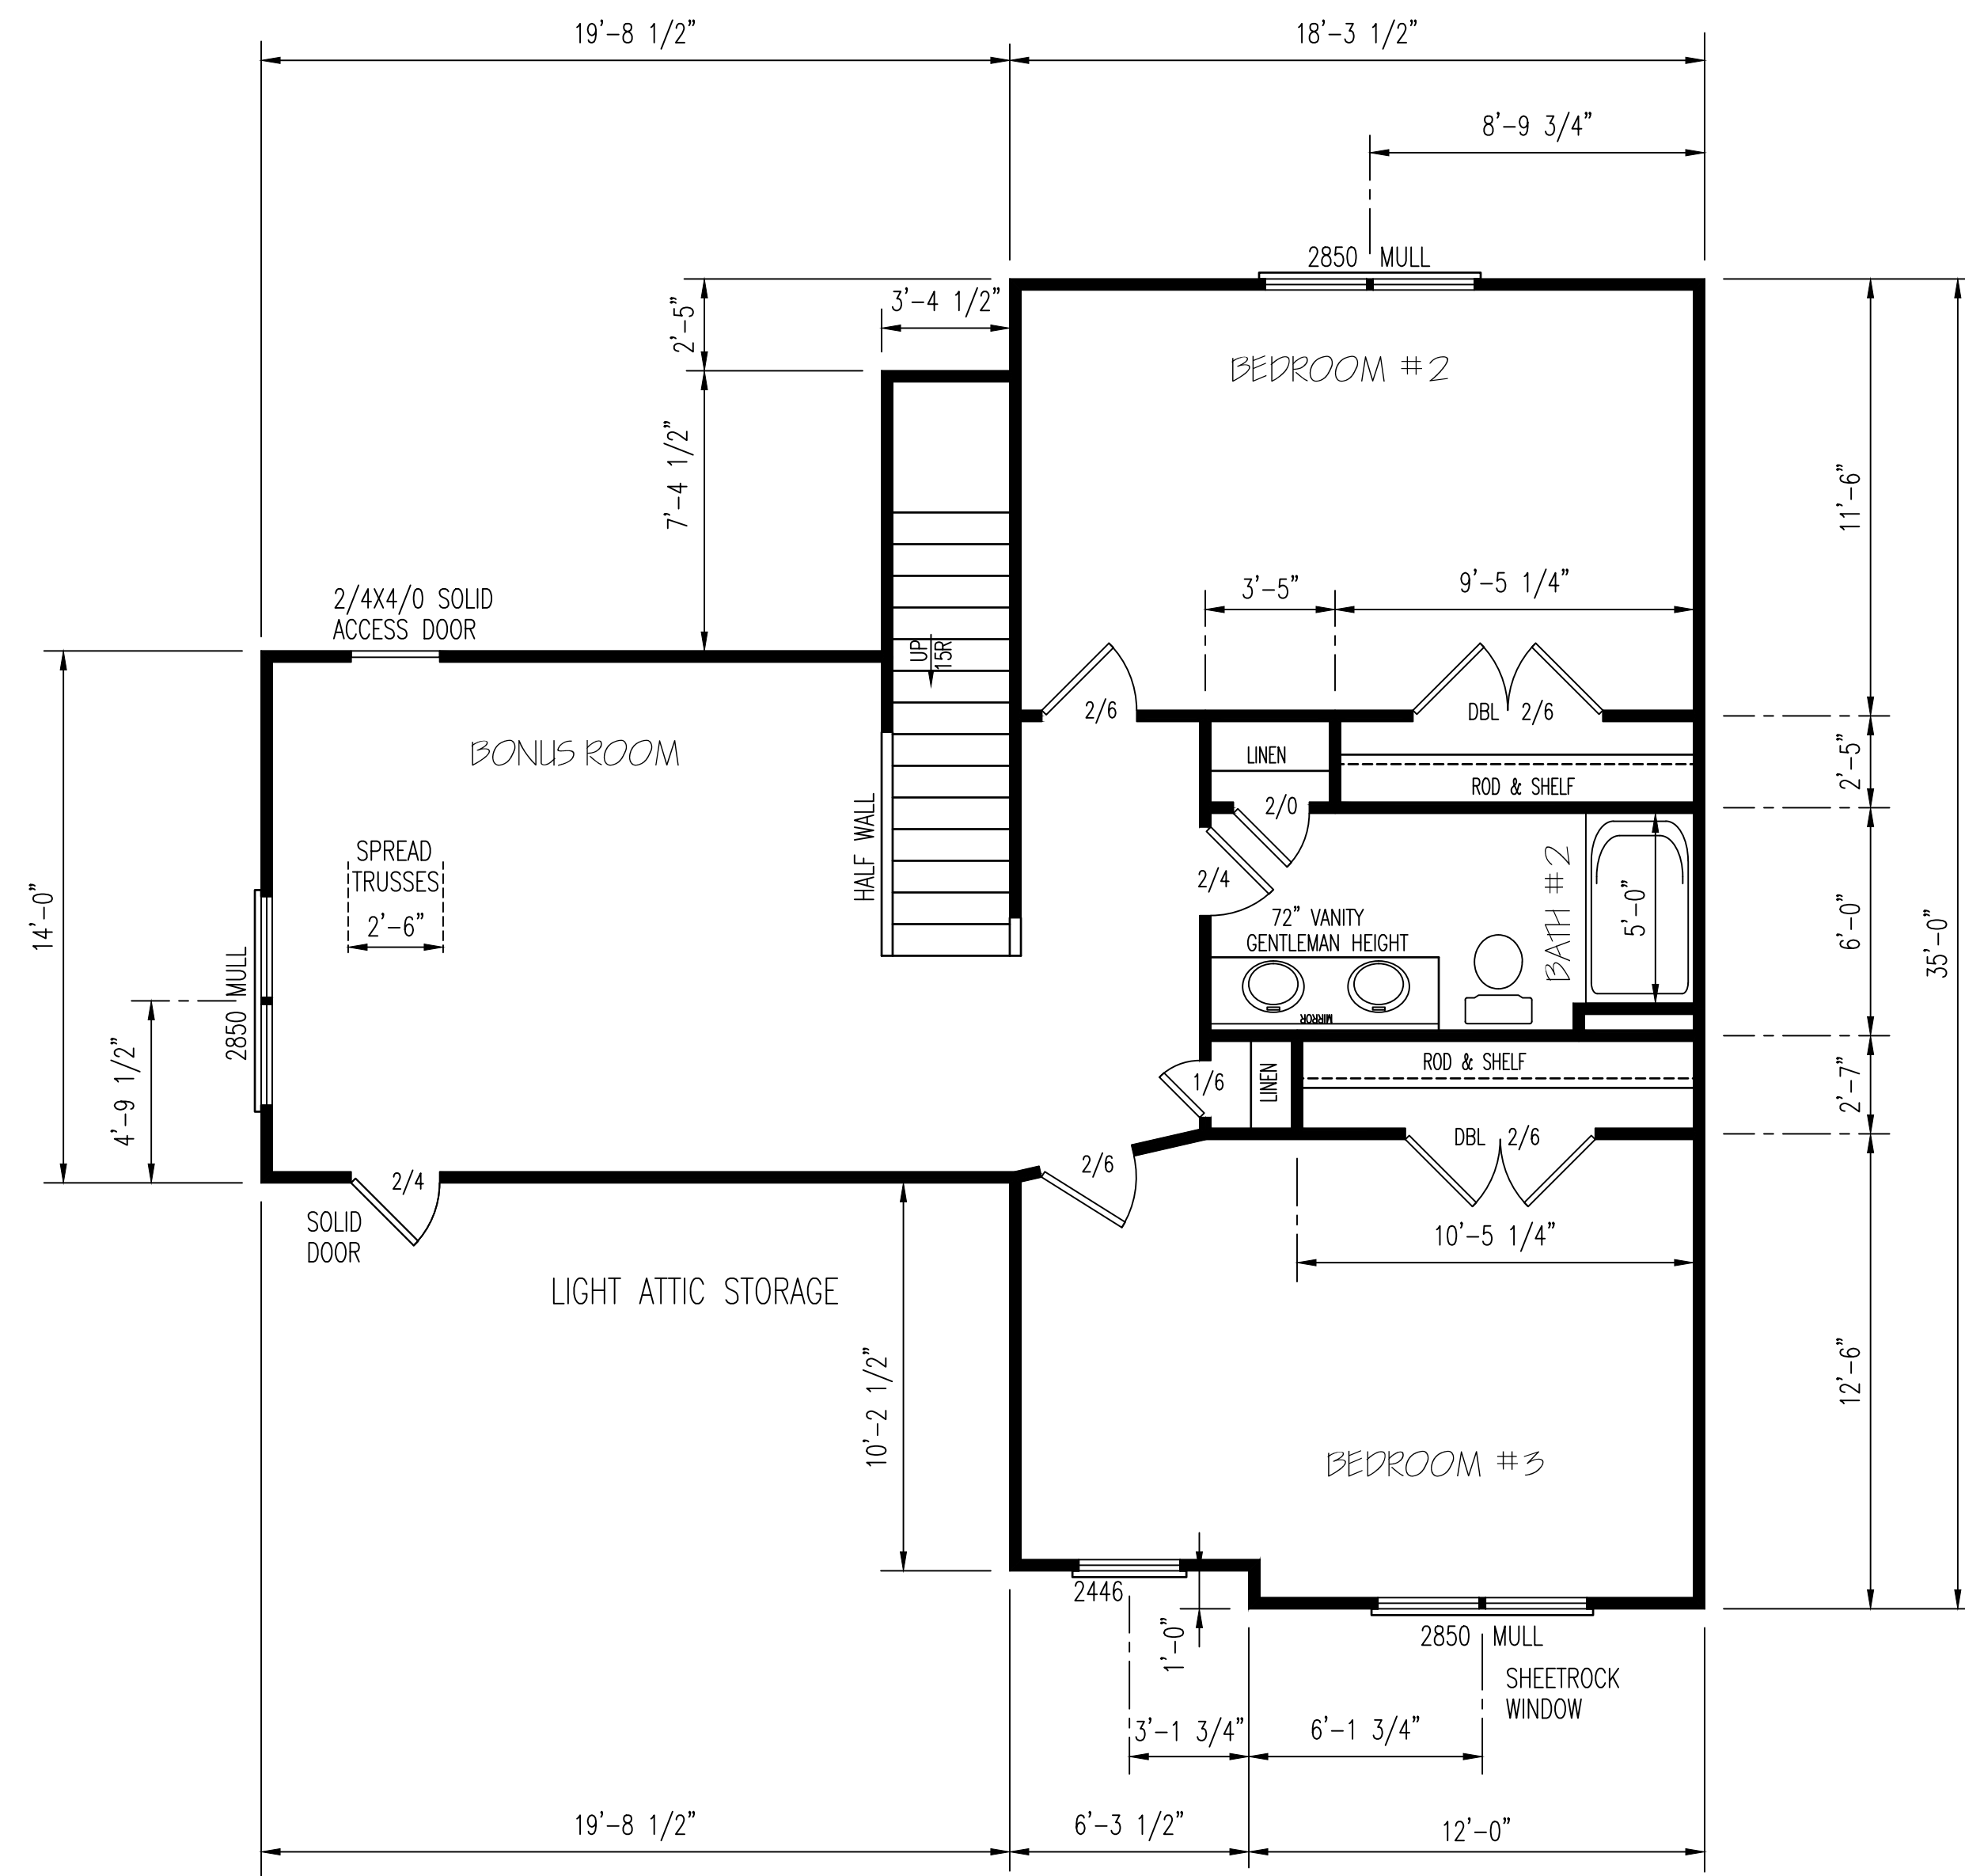 19'-8 1/2"
18'-3 1/2"
8'-9 3/4"
2850 MULL
3'-4 1/2"
2'-5"
BEDROOM #2
7'-4 1/2"
11'-6"
3'-5"
9'-5 1/4"
2/4X4/0 SOLID
ACCESS DOOR
UP
15R
2/6
DBL 2/6
BONUS ROOM
LINEN
ROD & SHELF
2'-5"
2/0
HALF WALL
SPREAD
TRUSSES
2'-6"
14'-0"
2/4
72" VANITY
GENTLEMAN HEIGHT
BATH #2
5'-0"
6'-0"
35'-0"
2850 MULL
MIRROR
4'-9 1/2"
1/6
LINEN
ROD & SHELF
2'-7"
DBL 2/6
2/6
2/4
SOLID
DOOR
10'-5 1/4"
LIGHT ATTIC STORAGE
10'-2 1/2"
12'-6"
BEDROOM #3
2446
1'-0"
2850 MULL
SHEETROCK
WINDOW
3'-1 3/4"
6'-1 3/4"
19'-8 1/2"
6'-3 1/2"
12'-0"